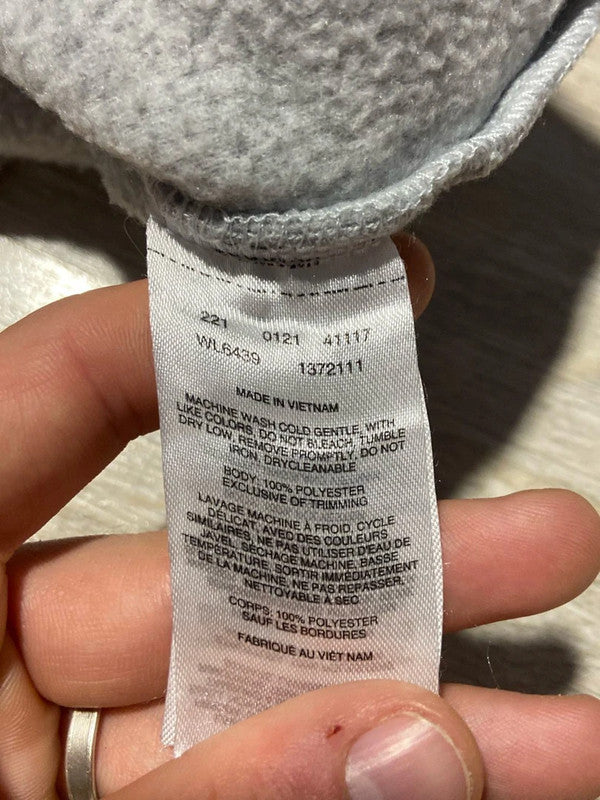 221 0121 41117
WL6439 1372111
MADE IN VIETNAM
MACHINE WASH COLD GENTLE, WITH
LIKE COLORS, DO NOT BLEACH, TUMBLE
DRY LOW, REMOVE PROMPTLY, DO NOT
IRON, DRYCLEANABLE
BODY: 100% POLYESTER
EXCLUSIVE OF TRIMMING
LAVAGE MACHINE À FROID, CYCLE
DÉLICAT, AVEC DES COULEURS
SIMILAIRES, NE PAS UTILISER D'EAU DE
JAVEL, SÉCHAGE MACHINE, BASSE
TEMPÉRATURE, SORTIR IMMÉDIATEMENT
DE LA MACHINE, NE PAS REPASSER,
NETTOYABLE À SEC
CORPS: 100% POLYESTER
SAUF LES BORDURES
FABRIQUÉ AU VIÊT NAM